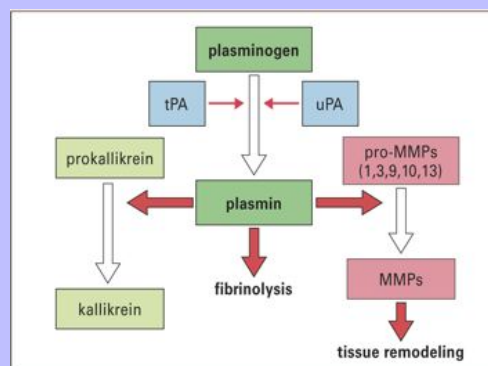 plasminogen
tPA
uPA
prokallikrein
pro-MMPs
(1,3,9,10,13)
plasmin
fibrinolysis
MMPs
kallikrein
tissue remodeling